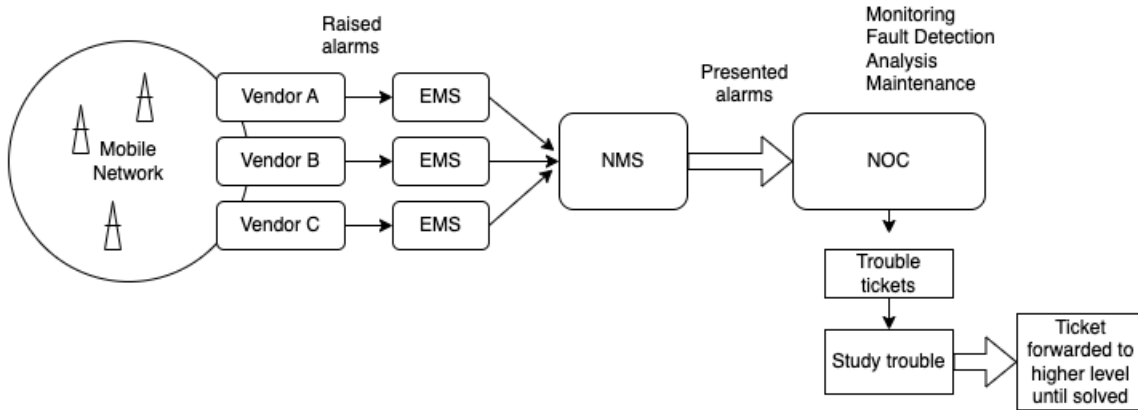 Raised
alarms
Monitoring
Fault Detection
Analysis
Maintenance
Presented
alarms
Mobile
Network
Vendor A
EMS
Vendor B
EMS
Vendor C
EMS
NMS
NOC
Trouble
tickets
Study trouble
Ticket
forwarded to
higher level
until solved